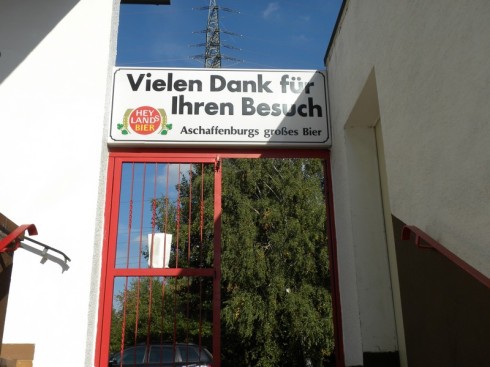 Vielen Dank für
Ihren Besuch
HEY
LANDS
BIER
Aschaffenburgs großes Bier